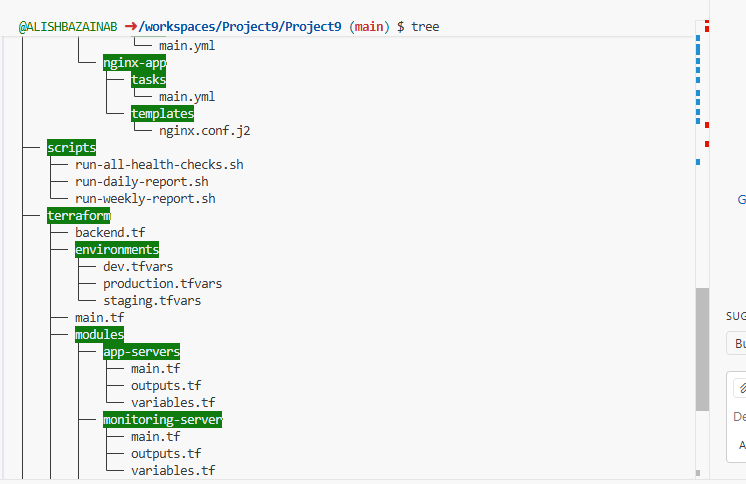 @ALISHBAZAINAB ➜/workspaces/Project9/Project9 (main) $ tree
main.yml
nginx-app
tasks
main.yml
templates
nginx.conf.j2
scripts
run-all-health-checks.sh
run-daily-report.sh
run-weekly-report.sh
terraform
backend.tf
environments
dev.tfvars
production.tfvars
staging.tfvars
main.tf
modules
app-servers
main.tf
outputs.tf
variables.tf
monitoring-server
main.tf
outputs.tf
variables.tf
G
SUG
Bu
De
A